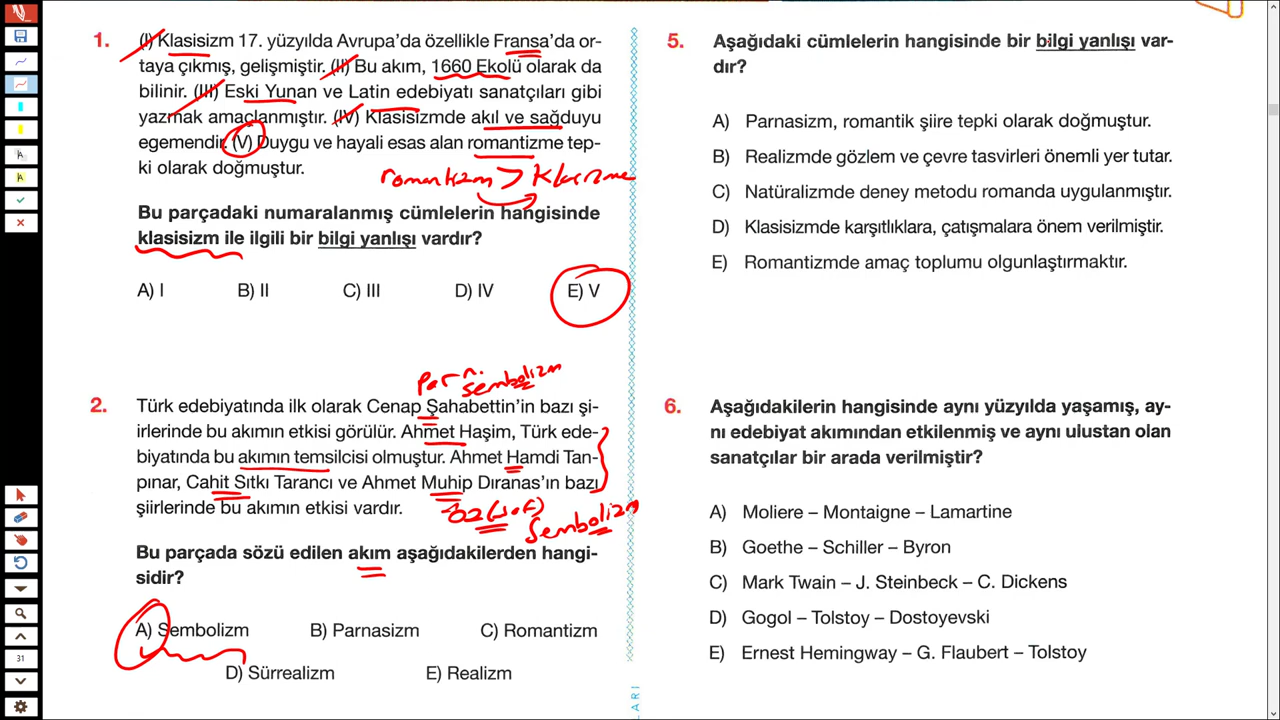 1.
(I) Klasisizm 17. yüzyılda Avrupa'da özellikle Fransa'da or-
taya çıkmış, gelişmiştir. (II) Bu akım, 1660 Ekolü olarak da
bilinir. (III) Eski Yunan ve Latin edebiyatı sanatçıları gibi
yazmak amaçlanmıştır. (IV) Klasisizmde akıl ve sağduyu
egemendir. (V) Duygu ve hayali esas alan romantizme tep-
ki olarak doğmuştur.
romantizm >
Bu parçadaki numaralanmış cümlelerin hangisinde
klasisizm ile ilgili bir bilgi yanlışı vardır?
A) I B) II C) III D) IV E) V
parn.
sembolizm
2.
Türk edebiyatında ilk olarak Cenap Şahabettin'in bazı şi-
irlerinde bu akımın etkisi görülür. Ahmet Haşim, Türk ede-
biyatında bu akımın temsilcisi olmuştur. Ahmet Hamdi Tan-
pınar, Cahit Sıtkı Tarancı ve Ahmet Muhip Dıranas'ın bazı
şiirlerinde bu akımın etkisi vardır.
öz (saf)
sembolizm
Bu parçada sözü edilen akım aşağıdakilerden hangi-
sidir?
A) Sembolizm B) Parnasizm C) Romantizm
D) Sürrealizm E) Realizm
5.
Aşağıdaki cümlelerin hangisinde bir bilgi yanlışı var-
dır?
A) Parnasizm, romantik şiire tepki olarak doğmuştur.
B) Realizmde gözlem ve çevre tasvirleri önemli yer tutar.
C) Natüralizmde deney metodu romanda uygulanmıştır.
D) Klasisizmde karşıtlıklara, çatışmalara önem verilmiştir.
E) Romantizmde amaç toplumu olgunlaştırmaktır.
6.
Aşağıdakilerin hangisinde aynı yüzyılda yaşamış, ay-
nı edebiyat akımından etkilenmiş ve aynı ulustan olan
sanatçılar bir arada verilmiştir?
A) Moliere – Montaigne – Lamartine
B) Goethe – Schiller – Byron
C) Mark Twain – J. Steinbeck – C. Dickens
D) Gogol – Tolstoy – Dostoyevski
E) Ernest Hemingway – G. Flaubert – Tolstoy
31
ARI